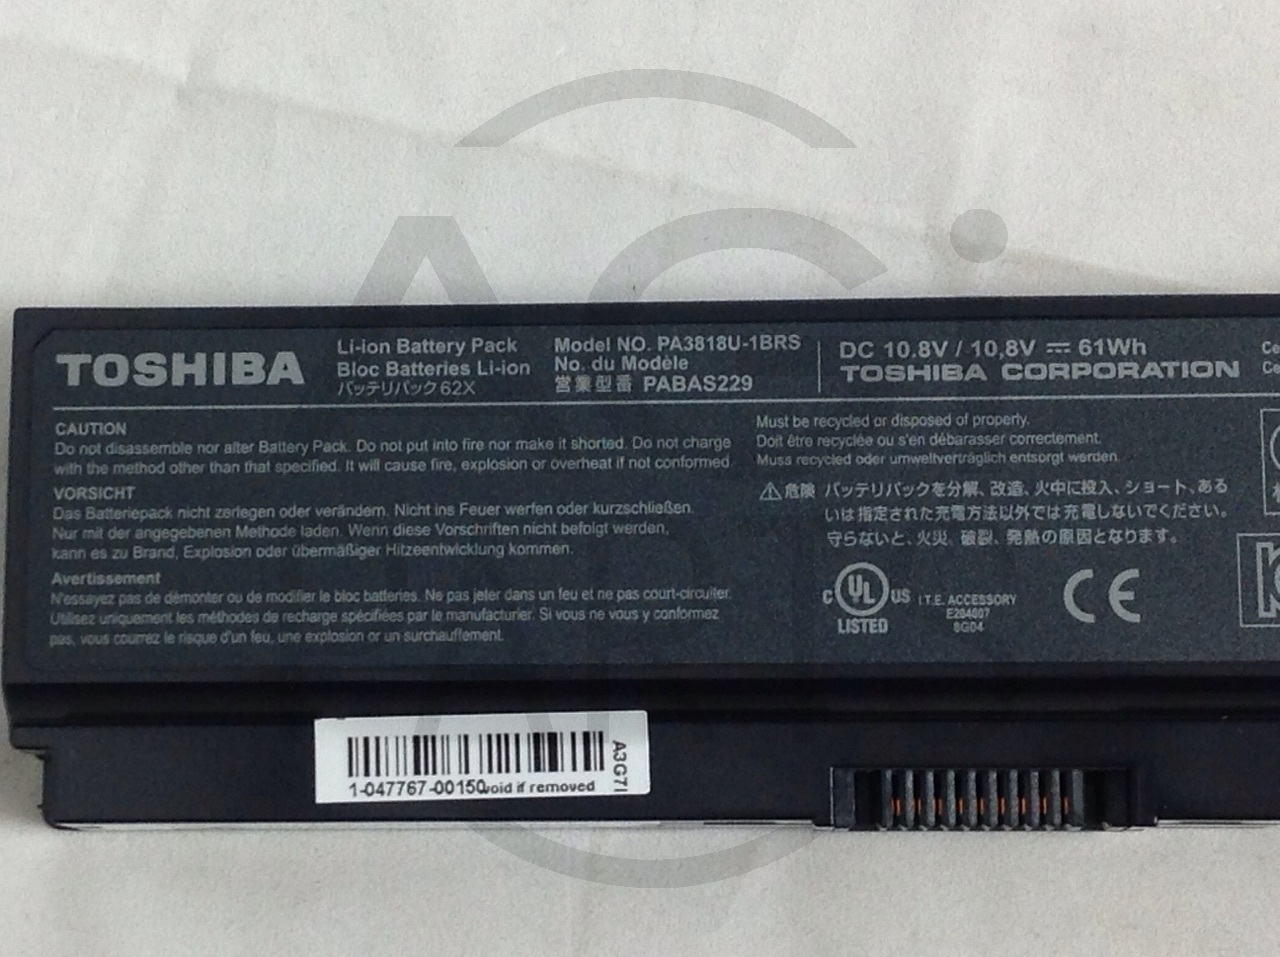 TOSHIBA
Li-ion Battery Pack
Bloc Batteries Li-ion
バッテリパック 62X
Model NO. PA3818U-1BRS
No. du Modèle
営業型番 PABAS229
DC 10.8V / 10,8V ⎓ 61Wh
TOSHIBA CORPORATION
Ce
Ce
CAUTION
Do not disassemble nor alter Battery Pack. Do not put into fire nor make it shorted. Do not charge
with the method other than that specified. It will cause fire, explosion or overheat if not conformed.
VORSICHT
Das Batteriepack nicht zerlegen oder verändern. Nicht ins Feuer werfen oder kurzschließen.
Nur mit der angegebenen Methode laden. Wenn diese Vorschriften nicht befolgt werden,
kann es zu Brand, Explosion oder übermäßiger Hitzeentwicklung kommen.
Avertissement
N'essayez pas de démonter ou de modifier le bloc batteries. Ne pas jeter dans un feu et ne pas court-circuiter.
Utilisez uniquement les méthodes de recharge spécifiées par le manufacturier. Si vous ne vous y conformez
pas, vous courrez le risque d'un feu, une explosion or un surchauffement.
Must be recycled or disposed of properly.
Doit être recyclée ou s'en débarasser correctement.
Muss recycled oder umweltverträglich entsorgt werden.
⚠危険 バッテリパックを分解、改造、火中に投入、ショート、ある
いは指定された充電方法以外では充電しないでください。
守らないと、火災、破裂、発熱の原因となります。
C UL US
LISTED
I.T.E. ACCESSORY
E204007
8G04
CE
1-047767-00150
void if removed
A3G7I
ACi